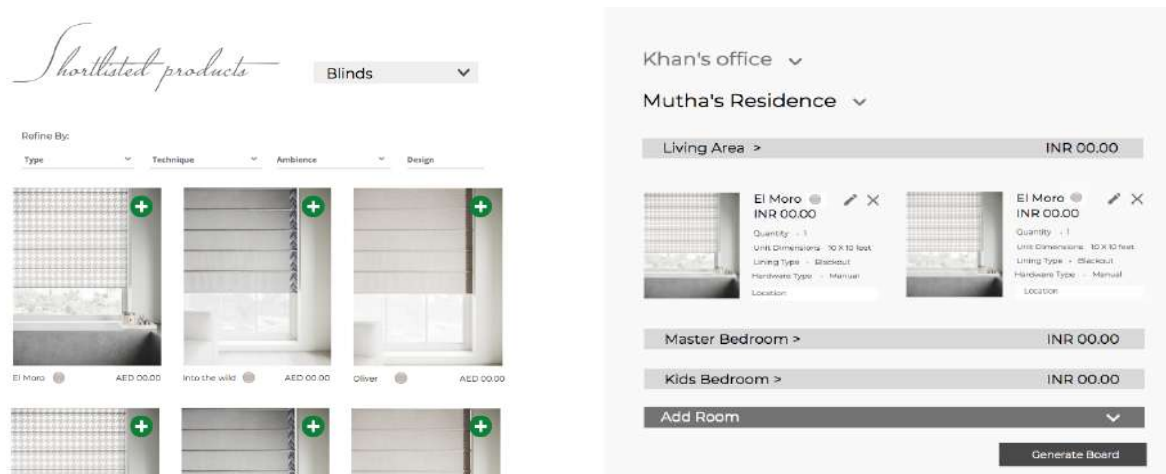 Shortlisted products
Blinds
Refine By:
Type
Technique
Ambience
Design
El Moro
AED 00.00
Into the wild
AED 00.00
Oliver
AED 00.00
Khan's office
Mutha's Residence
Living Area >
INR 00.00
El Moro
INR 00.00
Quantity - 1
Unit Dimensions 10 X 10 feet
Lining Type - Blackout
Hardware Type - Manual
Location
El Moro
INR 00.00
Quantity - 1
Unit Dimensions 10 X 10 feet
Lining Type - Blackout
Hardware Type - Manual
Location
Master Bedroom >
INR 00.00
Kids Bedroom >
INR 00.00
Add Room
Generate Board